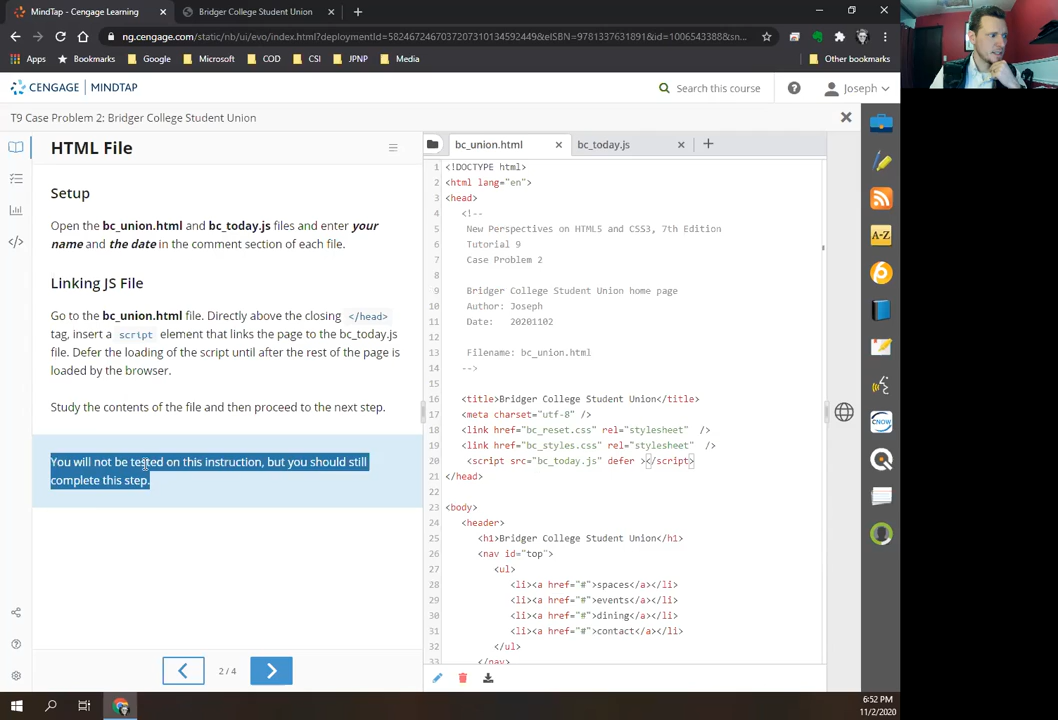 MindTap - Cengage Learning
Bridger College Student Union
ng.cengage.com/static/nb/ui/evo/index.html?deploymentId=5824672467037207310134592449&eISBN=9781337631891&id=1006543388&sn...
Apps
Bookmarks
Google
Microsoft
COD
CSI
JPNP
Media
Other bookmarks
CENGAGE | MINDTAP
Search this course
Joseph
T9 Case Problem 2: Bridger College Student Union
HTML File
Setup
Open the bc_union.html and bc_today.js files and enter your
name and the date in the comment section of each file.
Linking JS File
Go to the bc_union.html file. Directly above the closing </head>
tag, insert a script element that links the page to the bc_today.js
file. Defer the loading of the script until after the rest of the page is
loaded by the browser.
Study the contents of the file and then proceed to the next step.
You will not be tested on this instruction, but you should still
complete this step.
2 / 4
bc_union.html
bc_today.js
1 <!DOCTYPE html>
2 <html lang="en">
3 <head>
4 <!--
5 New Perspectives on HTML5 and CSS3, 7th Edition
6 Tutorial 9
7 Case Problem 2
8
9 Bridger College Student Union home page
10 Author: Joseph
11 Date: 20201102
12
13 Filename: bc_union.html
14 -->
15
16 <title>Bridger College Student Union</title>
17 <meta charset="utf-8" />
18 <link href="bc_reset.css" rel="stylesheet" />
19 <link href="bc_styles.css" rel="stylesheet" />
20 <script src="bc_today.js" defer ></script>
21 </head>
22
23 <body>
24 <header>
25 <h1>Bridger College Student Union</h1>
26 <nav id="top">
27 <ul>
28 <li><a href="#">spaces</a></li>
29 <li><a href="#">events</a></li>
30 <li><a href="#">dining</a></li>
31 <li><a href="#">contact</a></li>
32 </ul>
33 </nav>
A-Z
CNOW
6:52 PM
11/2/2020